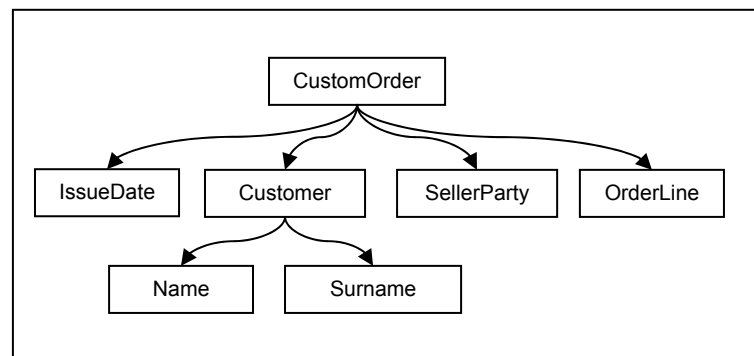 CustomOrder
IssueDate
Customer
SellerParty
OrderLine
Name
Surname